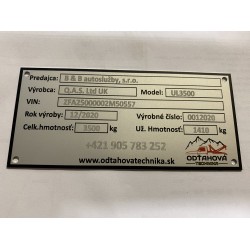 Predajca: B & B autoslužby, s.r.o.
Výrobca: Q.A.S. Ltd UK Model: UL3500
VIN: ZFA25000002M50557
Rok výroby: 12/2020 Výrobné číslo: 0012020
Celk.hmotnosť: 3500 kg Už. Hmotnosť: 1410 kg
+421 905 783 252
www.odtahovatechnika.sk
ODŤAHOVÁ
TECHNIKA